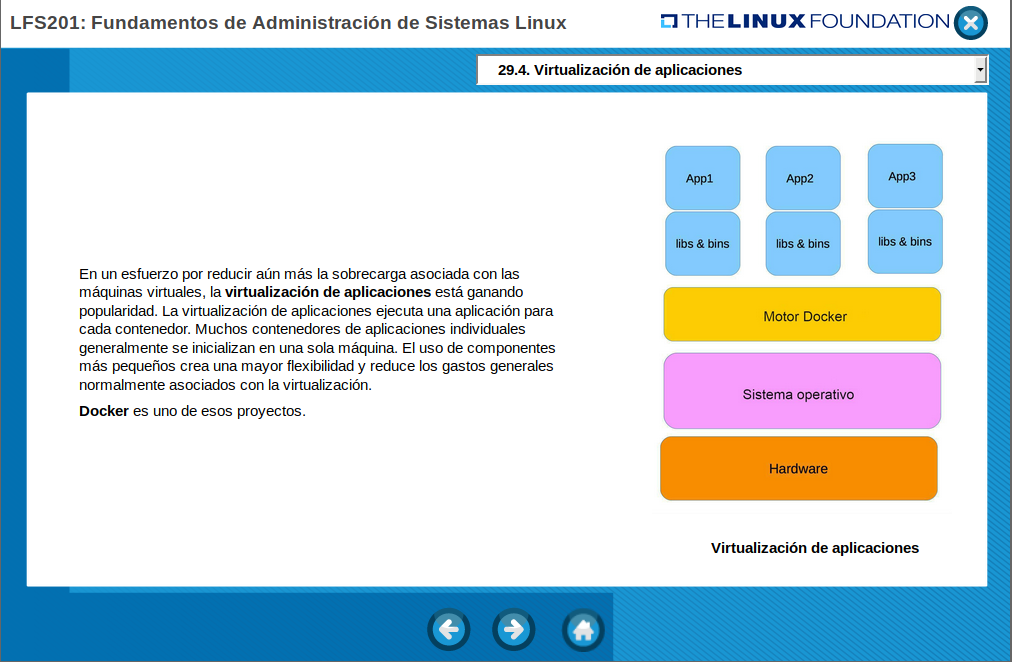 LFS201: Fundamentos de Administración de Sistemas Linux
THE LINUX FOUNDATION
29.4. Virtualización de aplicaciones
En un esfuerzo por reducir aún más la sobrecarga asociada con las
máquinas virtuales, la virtualización de aplicaciones está ganando
popularidad. La virtualización de aplicaciones ejecuta una aplicación para
cada contenedor. Muchos contenedores de aplicaciones individuales
generalmente se inicializan en una sola máquina. El uso de componentes
más pequeños crea una mayor flexibilidad y reduce los gastos generales
normalmente asociados con la virtualización.
Docker es uno de esos proyectos.
App1 App2 App3
libs & bins libs & bins libs & bins
Motor Docker
Sistema operativo
Hardware
Virtualización de aplicaciones